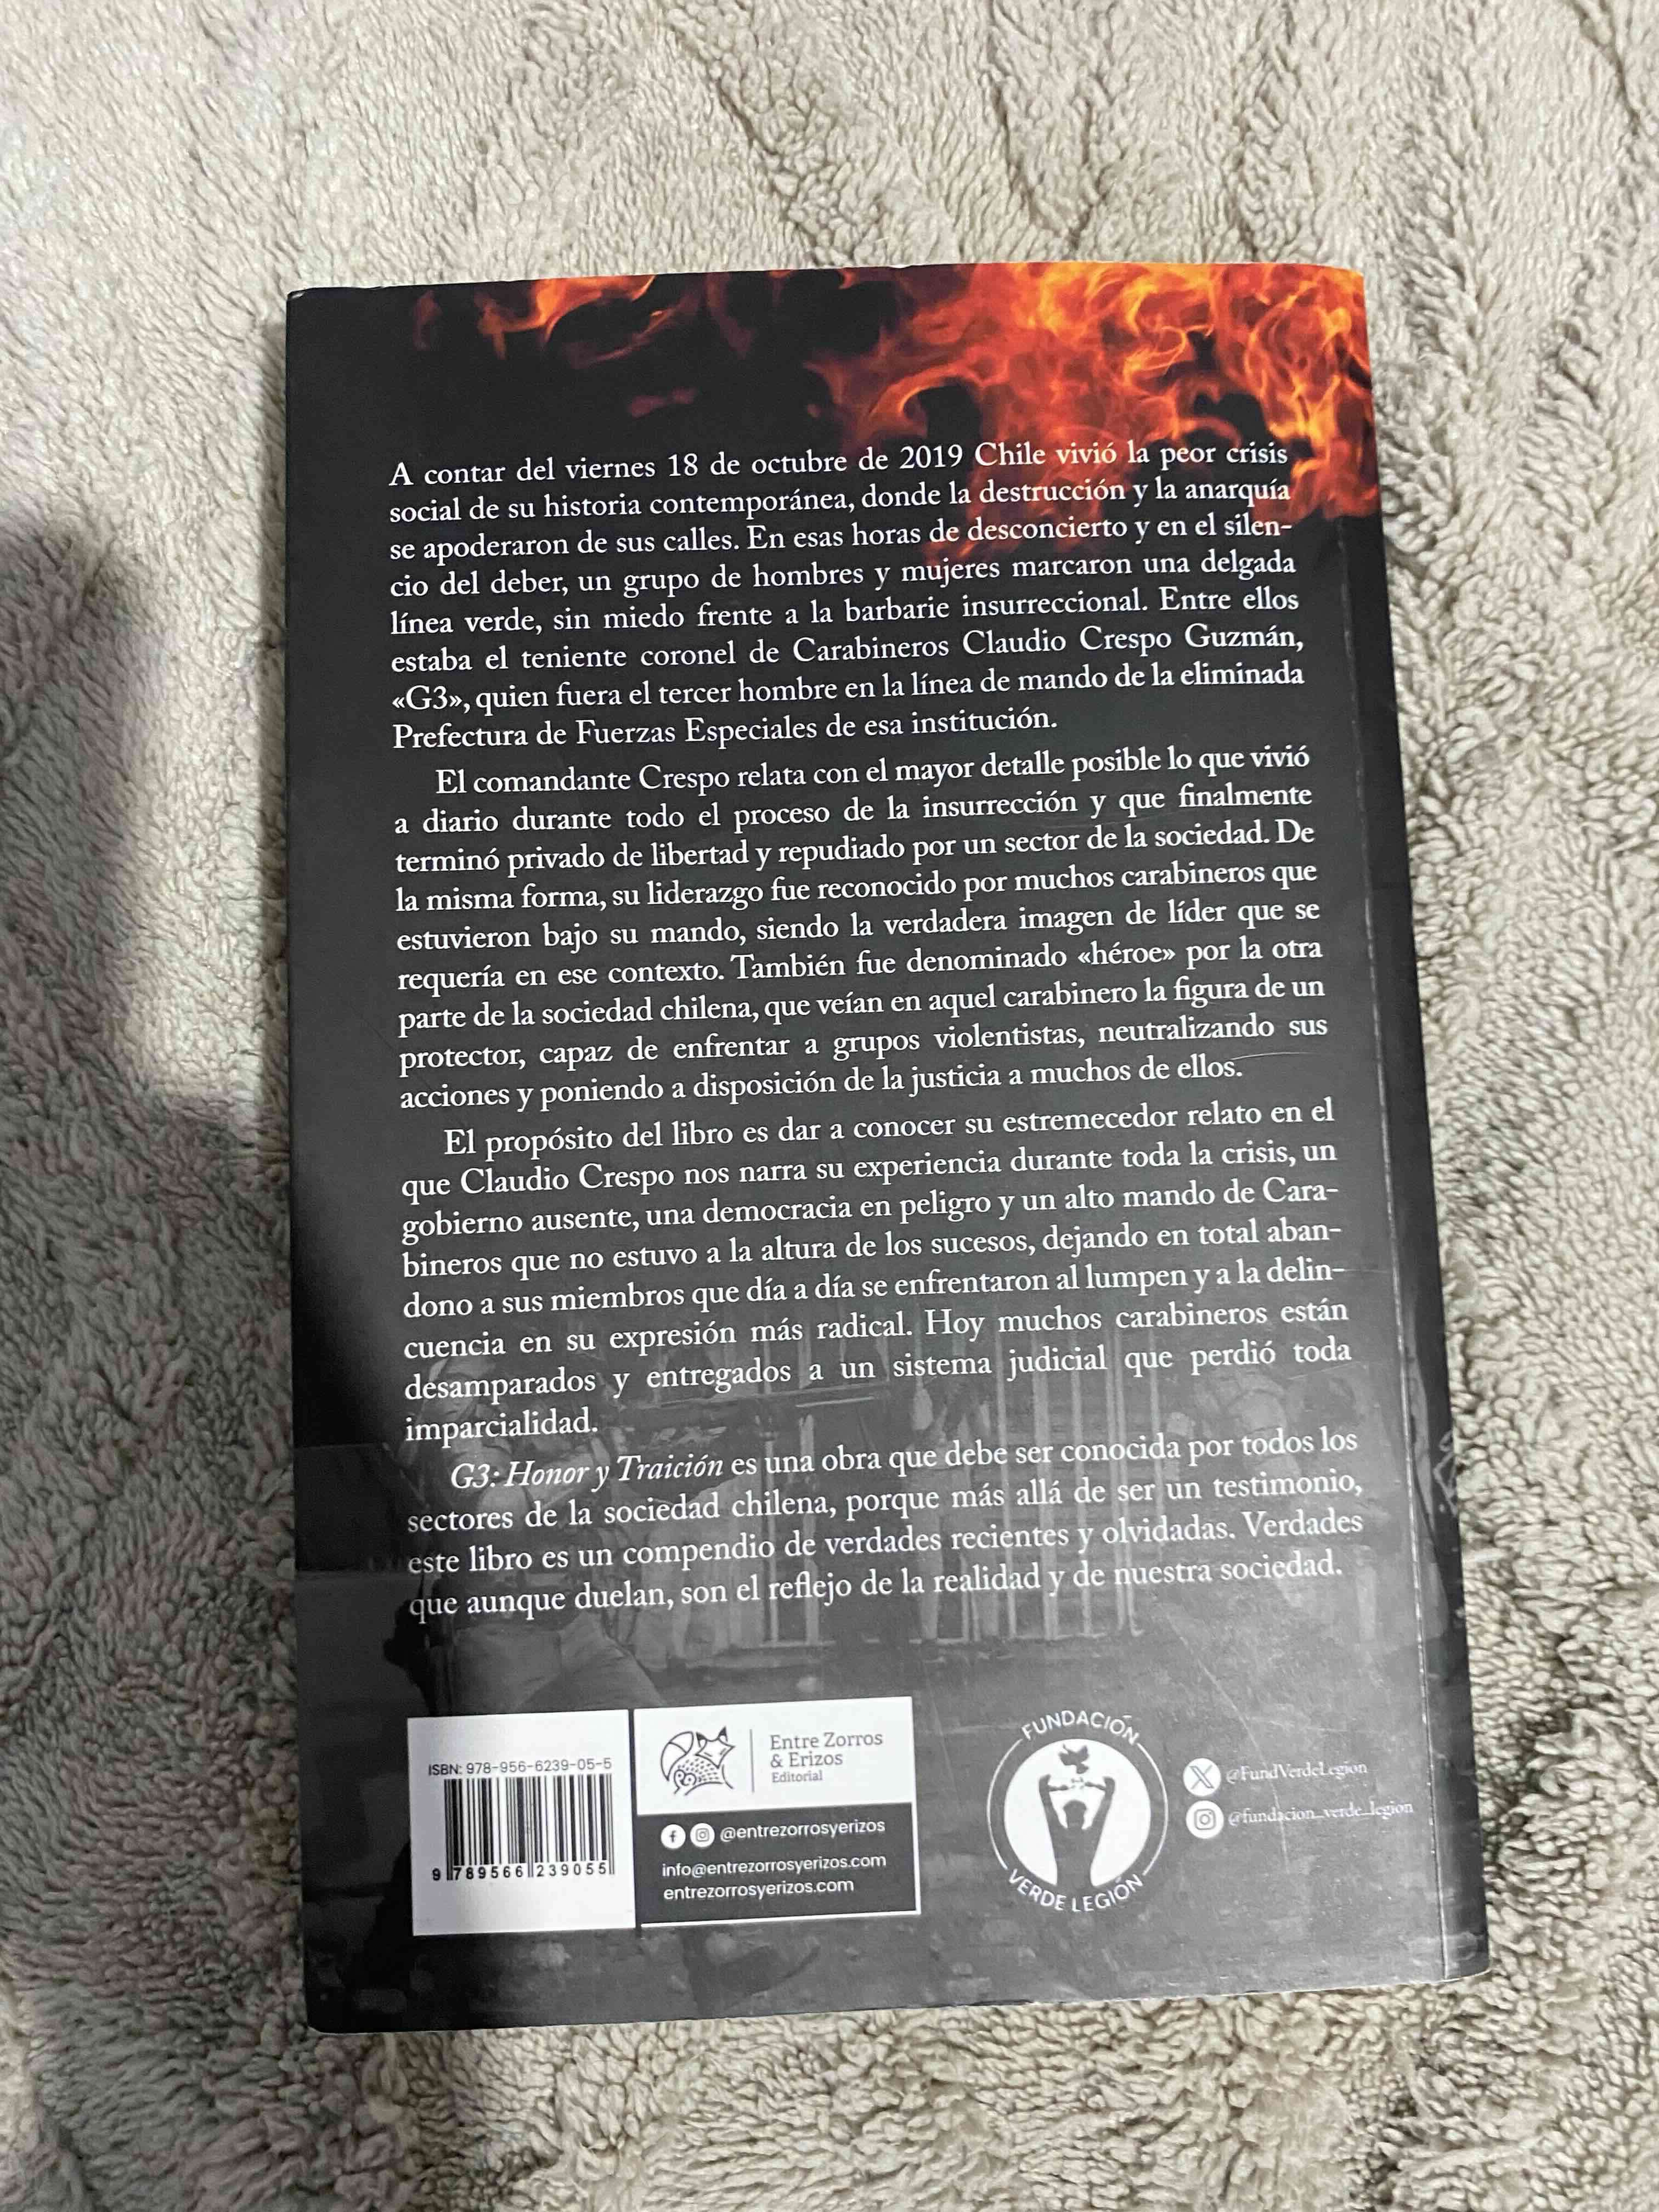 A contar del viernes 18 de octubre de 2019 Chile vivió la peor crisis
social de su historia contemporánea, donde la destrucción y la anarquía
se apoderaron de sus calles. En esas horas de desconcierto y en el silen-
cio del deber, un grupo de hombres y mujeres marcaron una delgada
línea verde, sin miedo frente a la barbarie insurreccional. Entre ellos
estaba el teniente coronel de Carabineros Claudio Crespo Guzmán,
«G3», quien fuera el tercer hombre en la línea de mando de la eliminada
Prefectura de Fuerzas Especiales de esa institución.
El comandante Crespo relata con el mayor detalle posible lo que vivió
a diario durante todo el proceso de la insurrección y que finalmente
terminó privado de libertad y repudiado por un sector de la sociedad. De
la misma forma, su liderazgo fue reconocido por muchos carabineros que
estuvieron bajo su mando, siendo la verdadera imagen de líder que se
requería en ese contexto. También fue denominado «héroe» por la otra
parte de la sociedad chilena, que veían en aquel carabinero la figura de un
protector, capaz de enfrentar a grupos violentistas, neutralizando sus
acciones y poniendo a disposición de la justicia a muchos de ellos.
El propósito del libro es dar a conocer su estremecedor relato en el
que Claudio Crespo nos narra su experiencia durante toda la crisis, un
gobierno ausente, una democracia en peligro y un alto mando de Cara-
bineros que no estuvo a la altura de los sucesos, dejando en total aban-
dono a sus miembros que día a día se enfrentaron al lumpen y a la delin-
cuencia en su expresión más radical. Hoy muchos carabineros están
desamparados y entregados a un sistema judicial que perdió toda
imparcialidad.
G3: Honor y Traición es una obra que debe ser conocida por todos los
sectores de la sociedad chilena, porque más allá de ser un testimonio,
este libro es un compendio de verdades recientes y olvidadas. Verdades
que aunque duelan, son el reflejo de la realidad y de nuestra sociedad.
ISBN: 978-956-6239-05-5
9 789566 239055
Entre Zorros
& Erizos
Editorial
@entrezorrosyerizos
info@entrezorrosyerizos.com
entrezorrosyerizos.com
FUNDACIÓN
VERDE LEGIÓN
@FundVerdeLegion
@fundacion_verde_legion